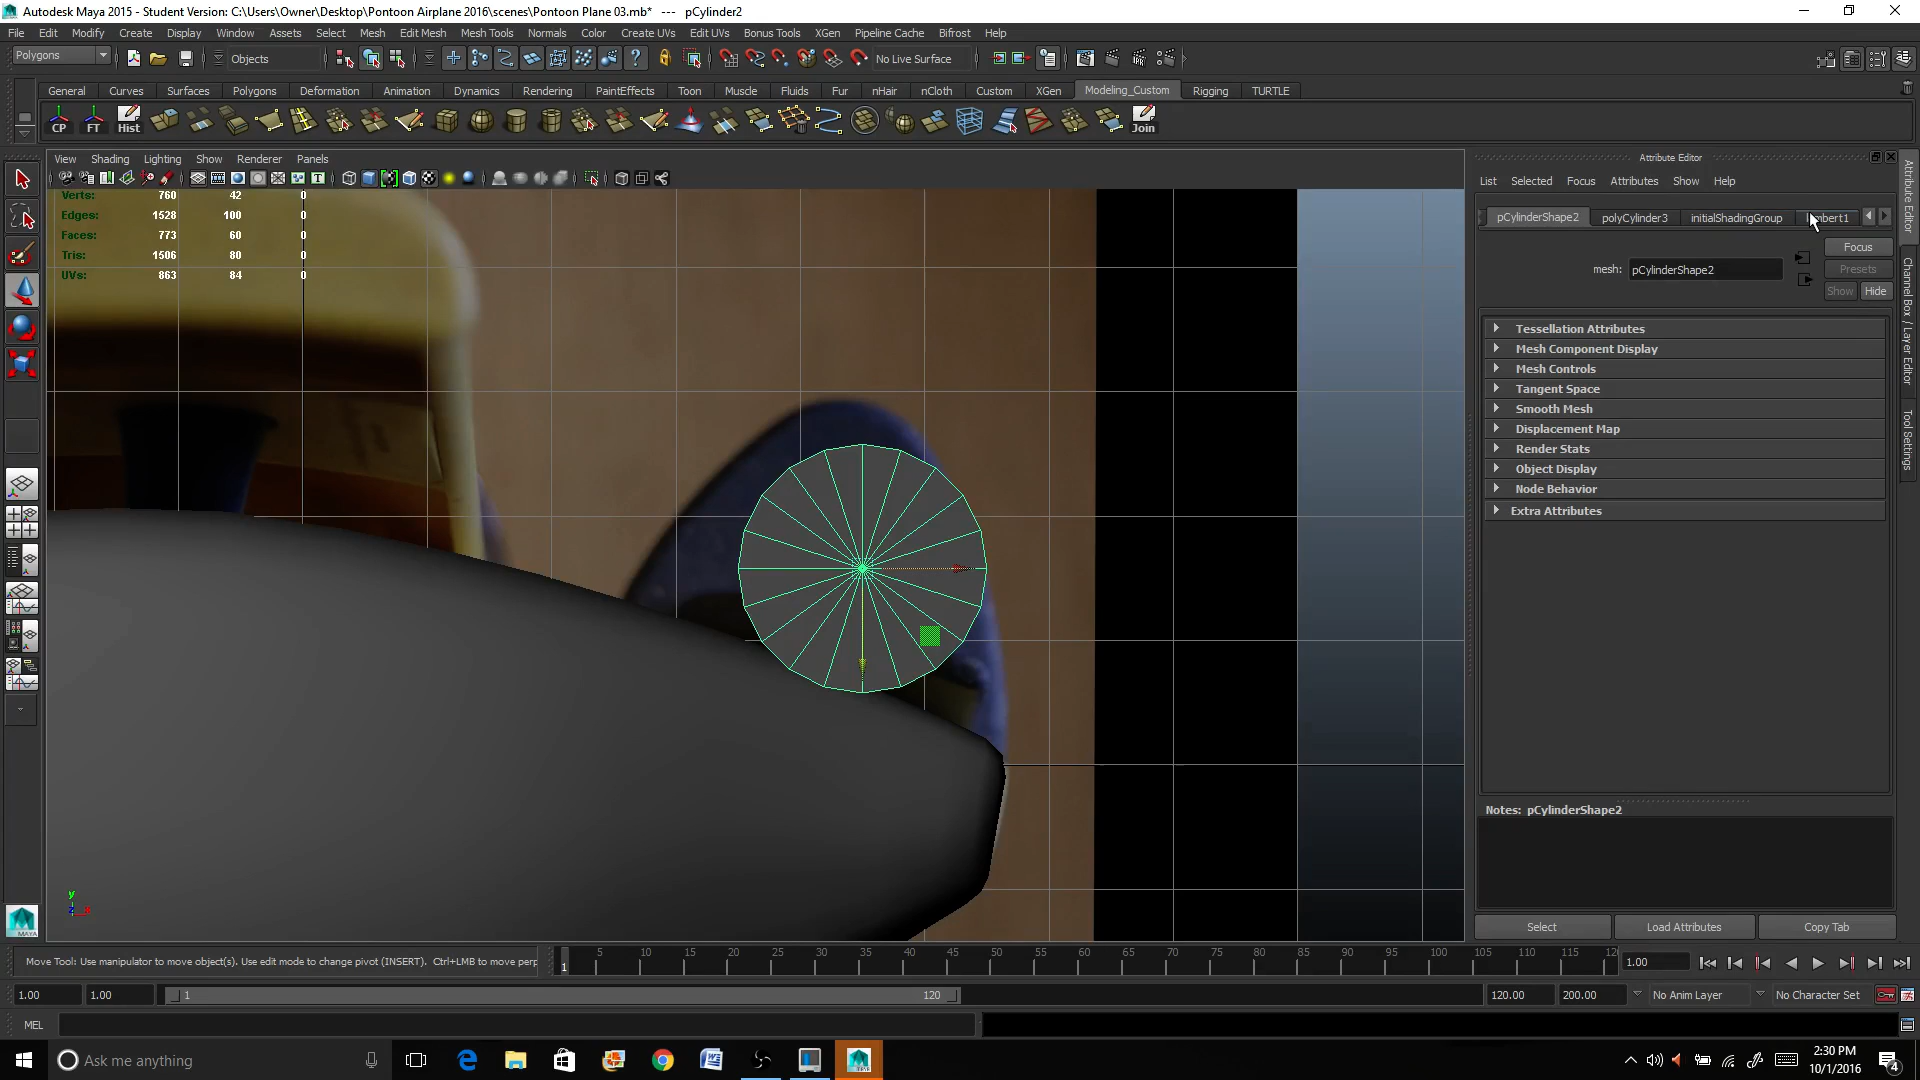 Autodesk Maya 2015 - Student Version: C:\Users\Owner\Desktop\Pontoon Airplane 2016\scenes\Pontoon Plane 03.mb* --- pCylinder2
File Edit Modify Create Display Window Assets Select Mesh Edit Mesh Mesh Tools Normals Color Create UVs Edit UVs Bonus Tools XGen Pipeline Cache Bifrost Help
Polygons Objects No Live Surface
General Curves Surfaces Polygons Deformation Animation Dynamics Rendering PaintEffects Toon Muscle Fluids Fur nHair nCloth Custom XGen Modeling_Custom Rigging TURTLE
CP FT Hist Join
View Shading Lighting Show Renderer Panels
Attribute Editor
List Selected Focus Attributes Show Help
Verts: 760 42 0
Edges: 1528 100 0
Faces: 773 60 0
Tris: 1506 80 0
UVs: 863 84 0
pCylinderShape2 polyCylinder3 initialShadingGroup
Focus
mesh: pCylinderShape2
Presets
Show Hide
Tessellation Attributes
Mesh Component Display
Mesh Controls
Tangent Space
Smooth Mesh
Displacement Map
Render Stats
Object Display
Node Behavior
Extra Attributes
Notes: pCylinderShape2
Select Load Attributes Copy Tab
Attribute Editor
Channel Box / Layer Editor
Tool Settings
y
x
MAYA
Move Tool: Use manipulator to move object(s). Use edit mode to change pivot (INSERT). Ctrl+LMB to move perp
1 5 10 15 20 25 30 35 40 45 50 55 60 65 70 75 80 85 90 95 100 105 110 115 12 1.00
1.00 1.00 1 120 120.00 200.00 No Anim Layer No Character Set
MEL
Ask me anything
2:30 PM
10/1/2016
4